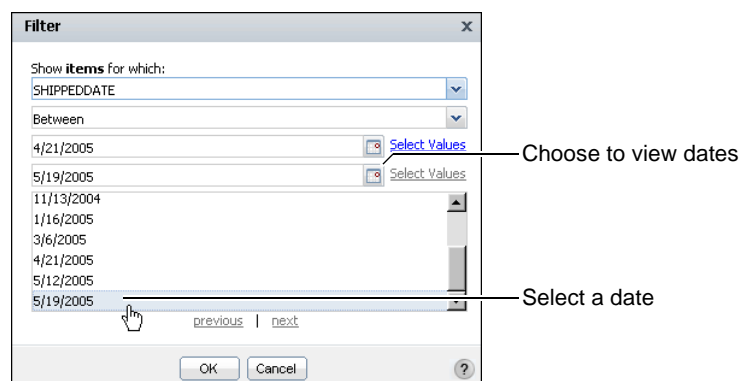 Filter x
Show items for which:
SHIPPEDDATE
Between
4/21/2005 Select Values
Choose to view dates
5/19/2005 Select Values
11/13/2004
1/16/2005
3/6/2005
4/21/2005
5/12/2005
5/19/2005
Select a date
previous | next
OK Cancel ?